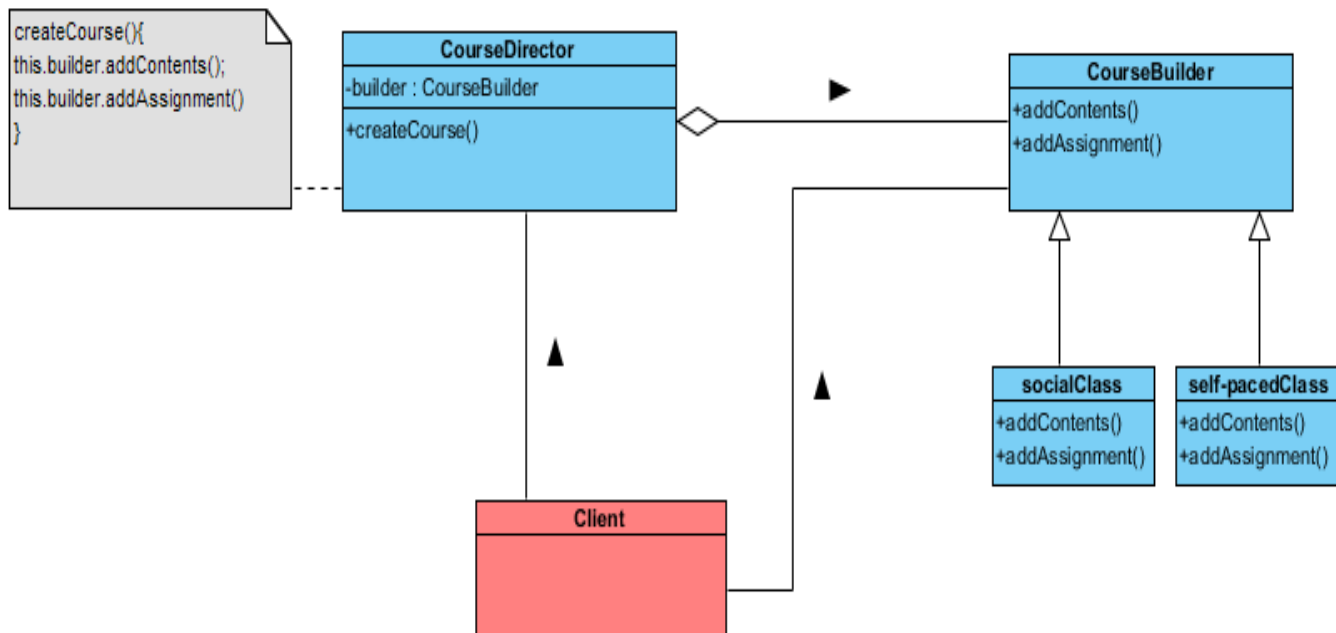 createCourse(){
this.builder.addContents();
this.builder.addAssignment()
}
CourseDirector
-builder : CourseBuilder
+createCourse()
CourseBuilder
+addContents()
+addAssignment()
socialClass
+addContents()
+addAssignment()
self-pacedClass
+addContents()
+addAssignment()
Client